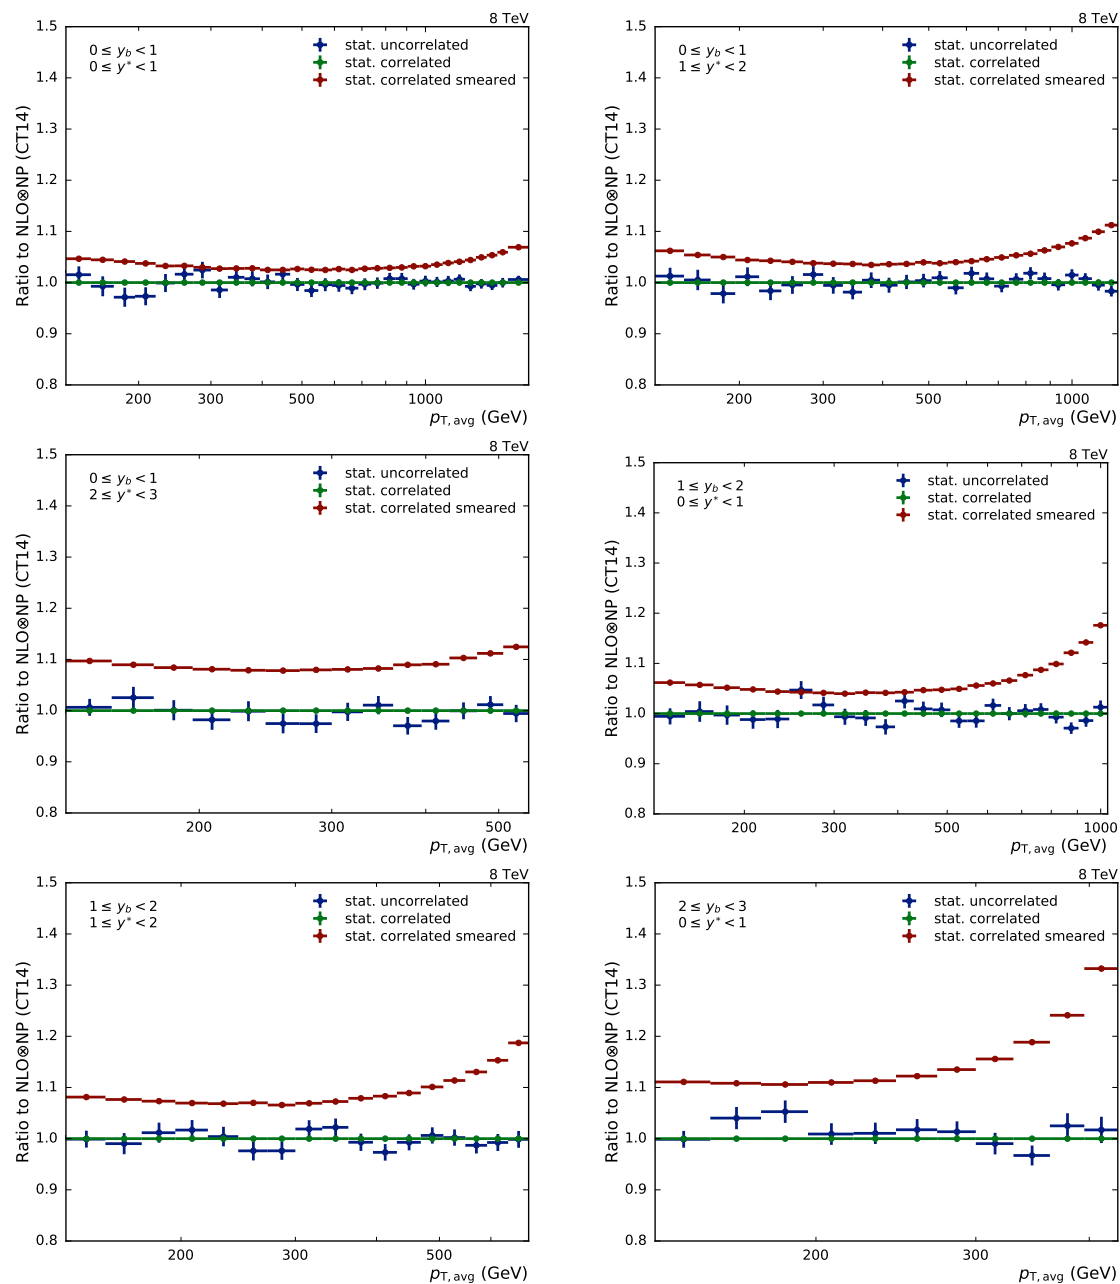 8 TeV
1.5
1.4
1.3
1.2
1.1
1.0
0.9
0.8
0 ≤ y_b < 1
0 ≤ y* < 1
stat. uncorrelated
stat. correlated
stat. correlated smeared
Ratio to NLO⊗NP (CT14)
200 300 500 1000
p_T, avg (GeV)
8 TeV
1.5
1.4
1.3
1.2
1.1
1.0
0.9
0.8
0 ≤ y_b < 1
1 ≤ y* < 2
stat. uncorrelated
stat. correlated
stat. correlated smeared
Ratio to NLO⊗NP (CT14)
200 300 500 1000
p_T, avg (GeV)
8 TeV
1.5
1.4
1.3
1.2
1.1
1.0
0.9
0.8
0 ≤ y_b < 1
2 ≤ y* < 3
stat. uncorrelated
stat. correlated
stat. correlated smeared
Ratio to NLO⊗NP (CT14)
200 300 500
p_T, avg (GeV)
8 TeV
1.5
1.4
1.3
1.2
1.1
1.0
0.9
0.8
1 ≤ y_b < 2
0 ≤ y* < 1
stat. uncorrelated
stat. correlated
stat. correlated smeared
Ratio to NLO⊗NP (CT14)
200 300 500 1000
p_T, avg (GeV)
8 TeV
1.5
1.4
1.3
1.2
1.1
1.0
0.9
0.8
1 ≤ y_b < 2
1 ≤ y* < 2
stat. uncorrelated
stat. correlated
stat. correlated smeared
Ratio to NLO⊗NP (CT14)
200 300 500
p_T, avg (GeV)
8 TeV
1.5
1.4
1.3
1.2
1.1
1.0
0.9
0.8
2 ≤ y_b < 3
0 ≤ y* < 1
stat. uncorrelated
stat. correlated
stat. correlated smeared
Ratio to NLO⊗NP (CT14)
200 300
p_T, avg (GeV)